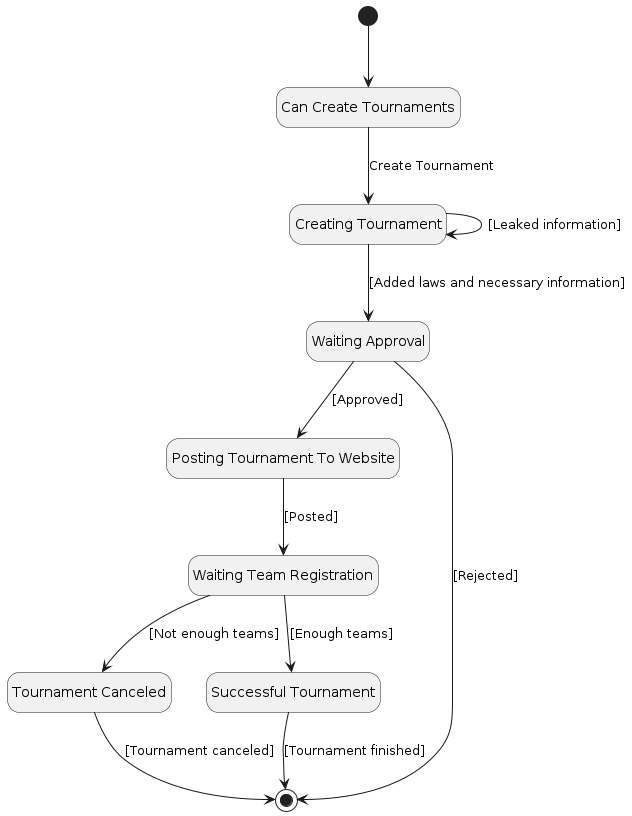 Can Create Tournaments
Create Tournament
Creating Tournament
[Leaked information]
[Added laws and necessary information]
Waiting Approval
[Approved]
Posting Tournament To Website
[Posted]
Waiting Team Registration
[Rejected]
[Not enough teams]
[Enough teams]
Tournament Canceled
Successful Tournament
[Tournament canceled]
[Tournament finished]